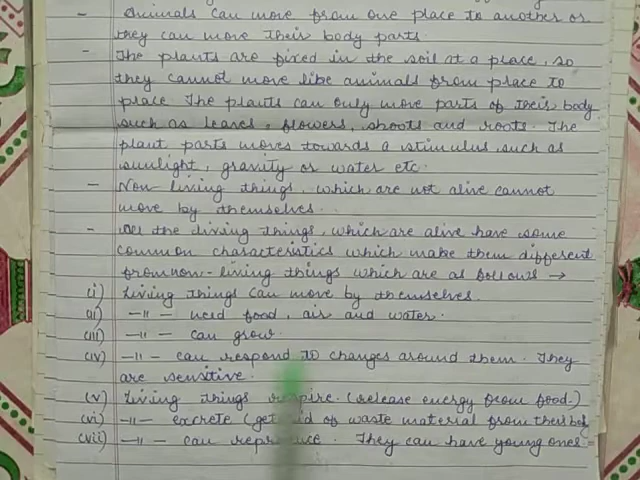 - Animals can move from one place to another or
they can move their body parts.
- The plants are fixed in the soil at a place, so
they cannot move like animals from place to
place. The plants can only move parts of their body
such as leaves, flowers, shoots and roots. The
plant parts moves towards a stimulus such as
sunlight, gravity or water etc.
- Non living things, which are not alive cannot
move by themselves.
- All the living things, which are alive have some
common characteristics which make them different
from non-living things which are as follows →
(i) Living things can move by themselves.
(ii) -"- need food, air and water.
(iii) -"- can grow.
(iv) -"- can respond to changes around them. They
are sensitive.
(v) Living things respire. (release energy from food.)
(vi) -"- excrete (get rid of waste material from their body
(vii) -"- can reproduce. They can have young ones.